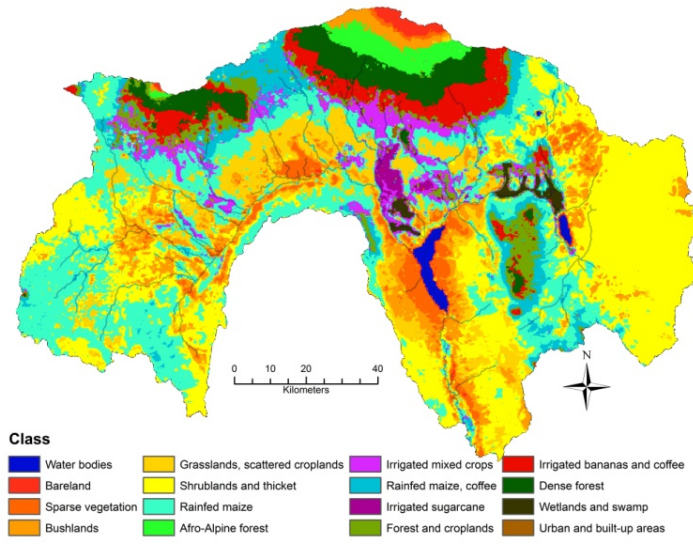 N
0 10 20 40
Kilometers
Class
Water bodies
Bareland
Sparse vegetation
Bushlands
Grasslands, scattered croplands
Shrublands and thicket
Rainfed maize
Afro-Alpine forest
Irrigated mixed crops
Rainfed maize, coffee
Irrigated sugarcane
Forest and croplands
Irrigated bananas and coffee
Dense forest
Wetlands and swamp
Urban and built-up areas